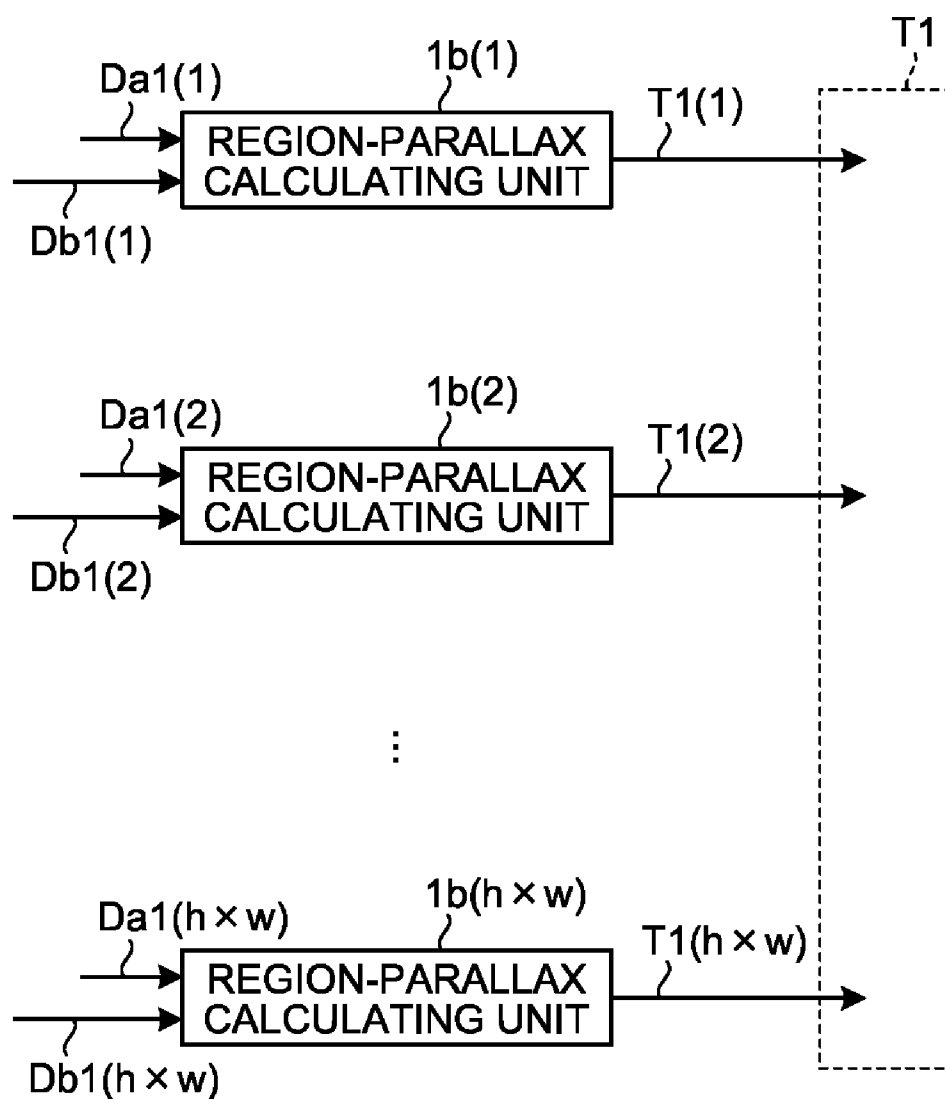 T1
1b(1)
Da1(1)
T1(1)
REGION-PARALLAX
CALCULATING UNIT
Db1(1)
1b(2)
Da1(2)
T1(2)
REGION-PARALLAX
CALCULATING UNIT
Db1(2)
⋮
1b(h×w)
Da1(h×w)
T1(h×w)
REGION-PARALLAX
CALCULATING UNIT
Db1(h×w)